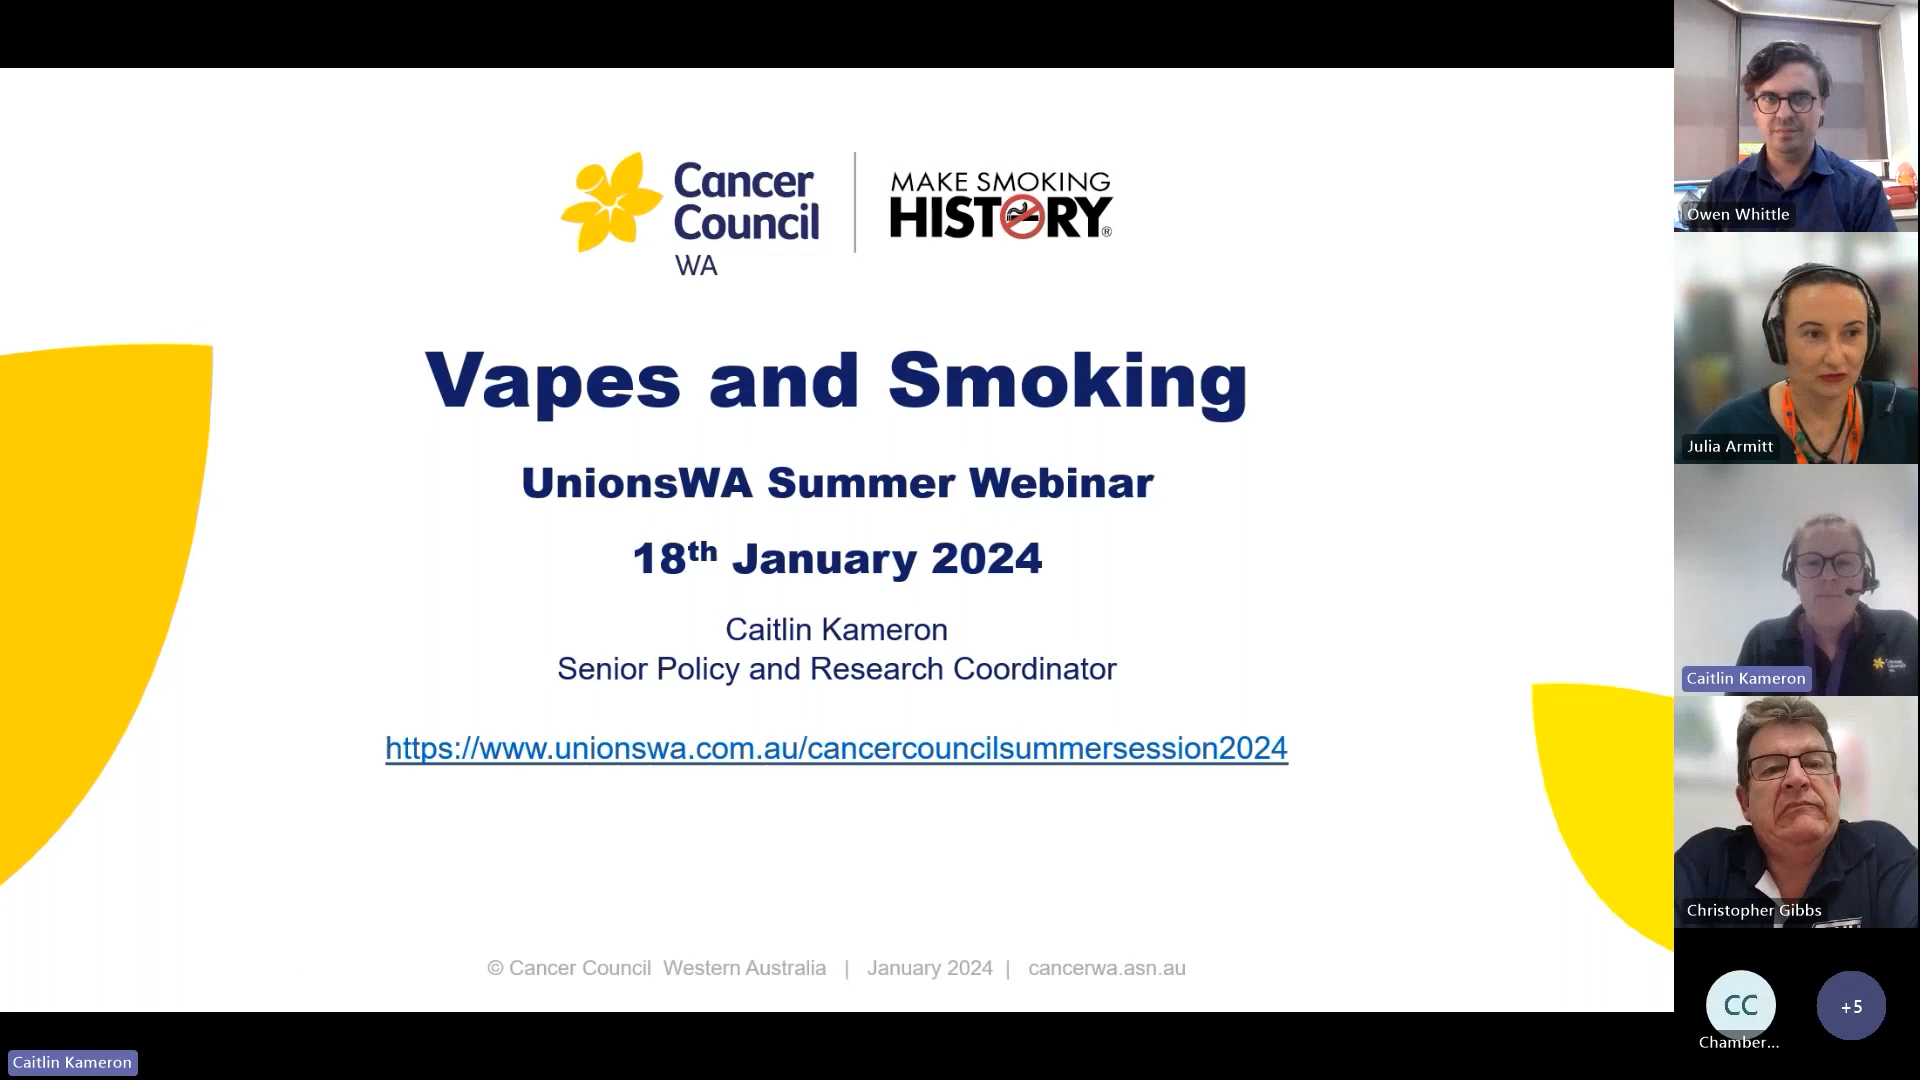 Cancer
Council
WA
MAKE SMOKING
HISTORY®
Vapes and Smoking
UnionsWA Summer Webinar
18th January 2024
Caitlin Kameron
Senior Policy and Research Coordinator
https://www.unionswa.com.au/cancercouncilsummersession2024
© Cancer Council Western Australia | January 2024 | cancerwa.asn.au
Caitlin Kameron
Owen Whittle
Julia Armitt
Caitlin Kameron
Cancer
Council
Christopher Gibbs
CC
Chamber...
+5